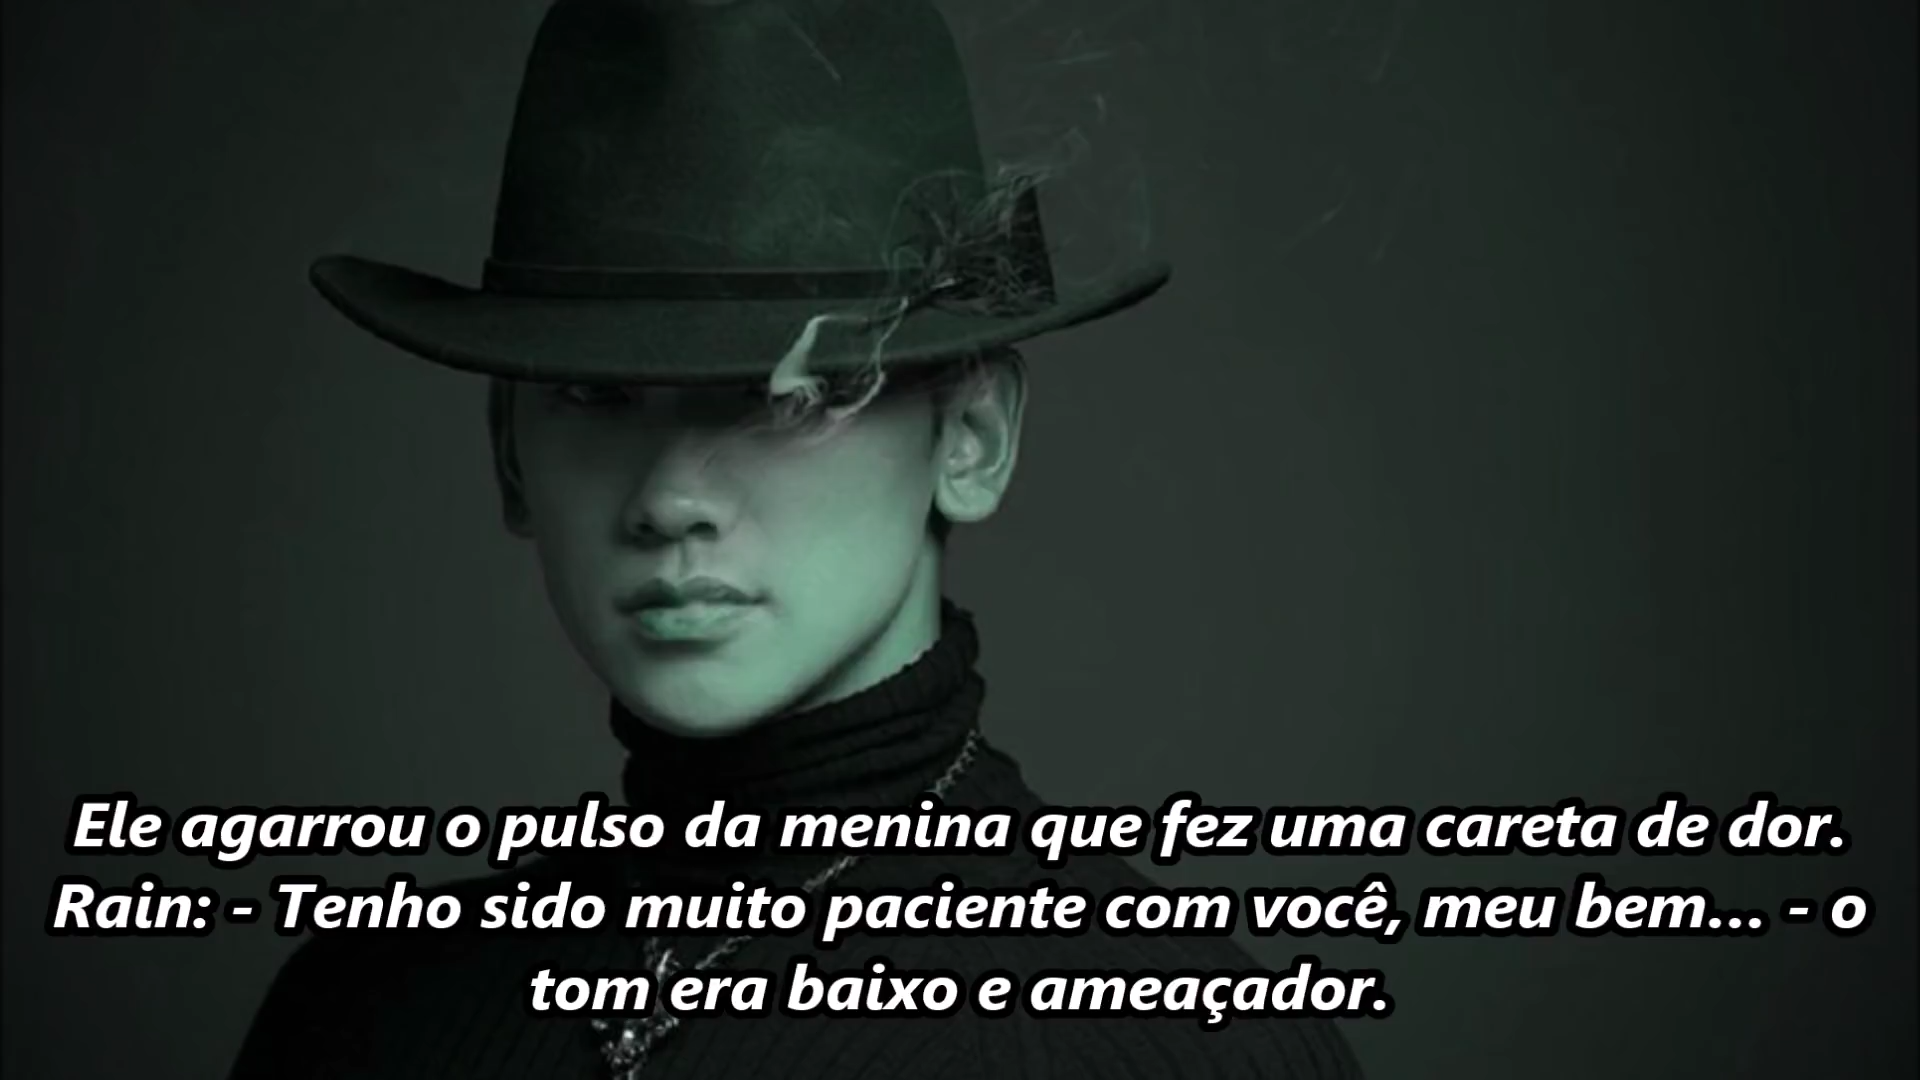 Ele agarrou o pulso da menina que fez uma careta de dor.
Rain: - Tenho sido muito paciente com você, meu bem... - o
tom era baixo e ameaçador.